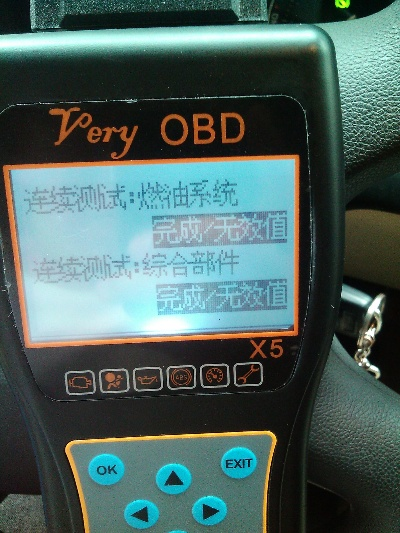 Very OBD
连续测试:燃油系统
完成/无效值
连续测试:综合部件
完成/无效值
X5
ABS
OK
EXIT